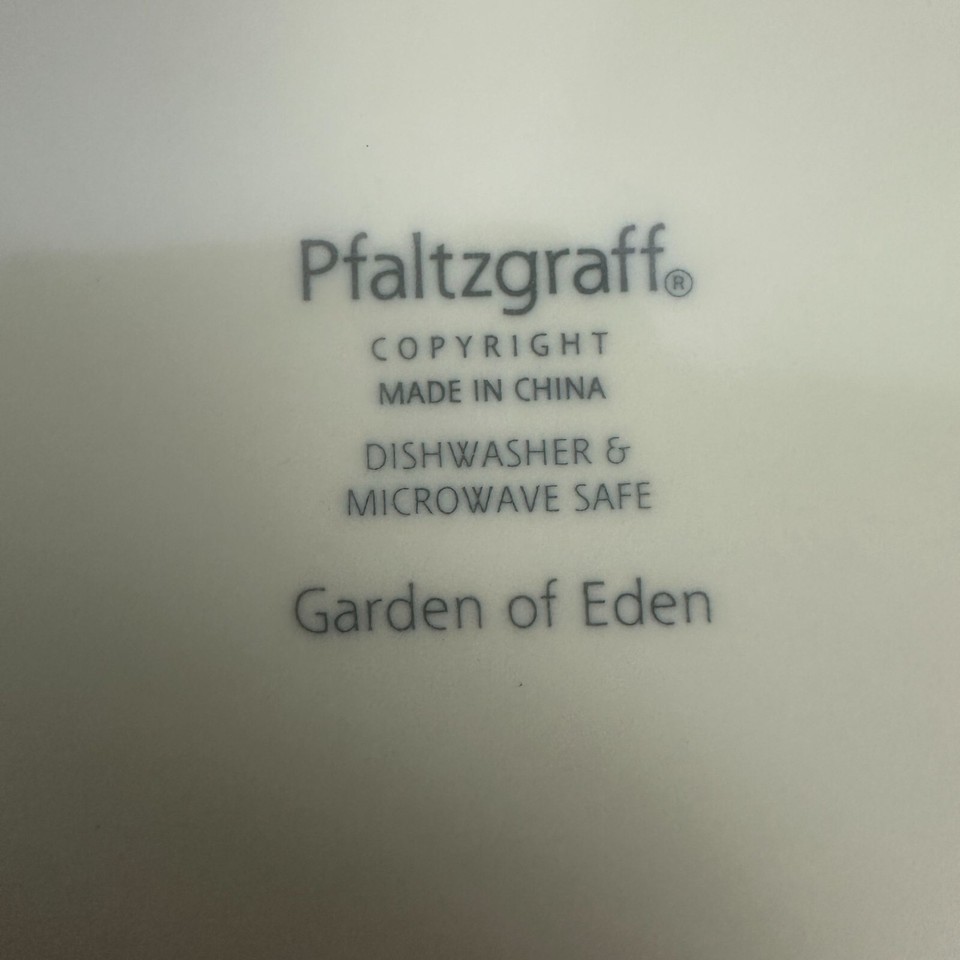 Pfaltzgraff®
COPYRIGHT
MADE IN CHINA
DISHWASHER &
MICROWAVE SAFE
Garden of Eden